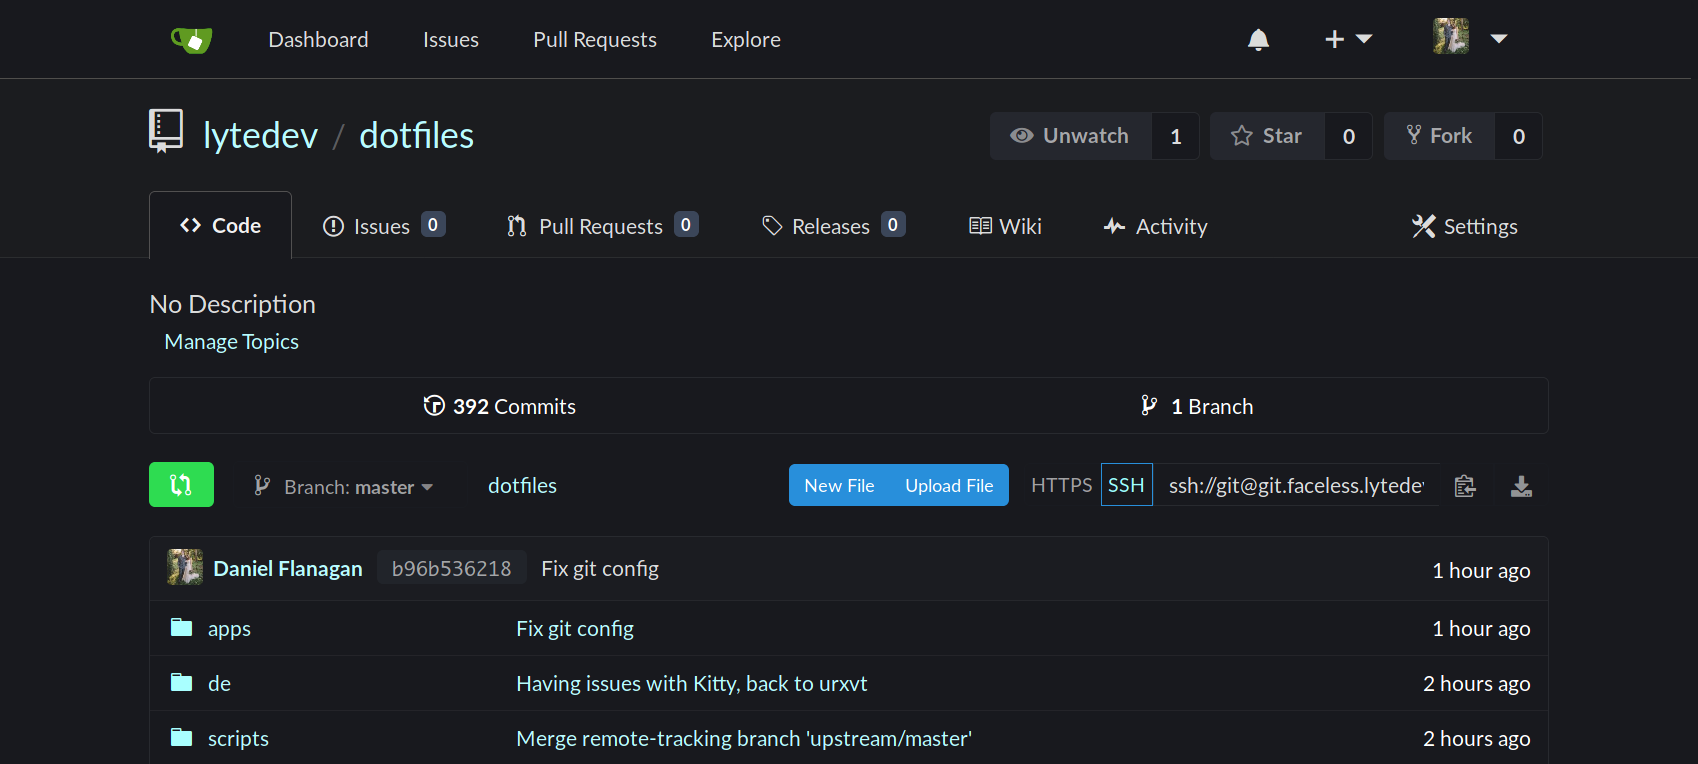 Dashboard Issues Pull Requests Explore
lytedev / dotfiles Unwatch 1 Star 0 Fork 0
Code Issues 0 Pull Requests 0 Releases 0 Wiki Activity Settings
No Description
Manage Topics
392 Commits 1 Branch
Branch: master dotfiles New File Upload File HTTPS SSH ssh://git@git.faceless.lytede
Daniel Flanagan b96b536218 Fix git config 1 hour ago
apps Fix git config 1 hour ago
de Having issues with Kitty, back to urxvt 2 hours ago
scripts Merge remote-tracking branch 'upstream/master' 2 hours ago